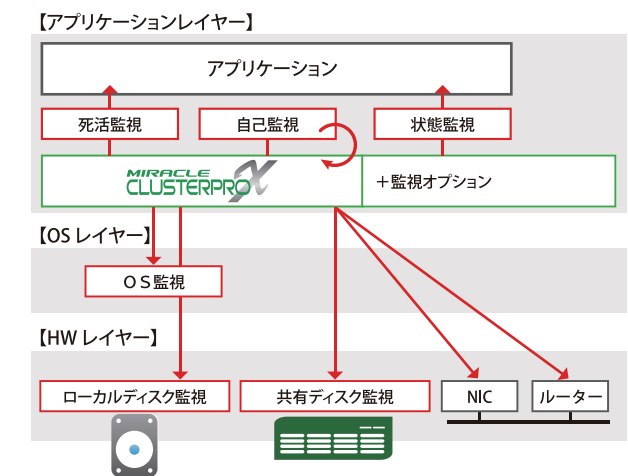 【アプリケーションレイヤー】
アプリケーション
死活監視
自己監視
状態監視
MIRACLE
CLUSTERPRO X
＋監視オプション
【OS レイヤー】
ＯＳ監視
【HW レイヤー】
ローカルディスク監視
共有ディスク監視
NIC
ルーター